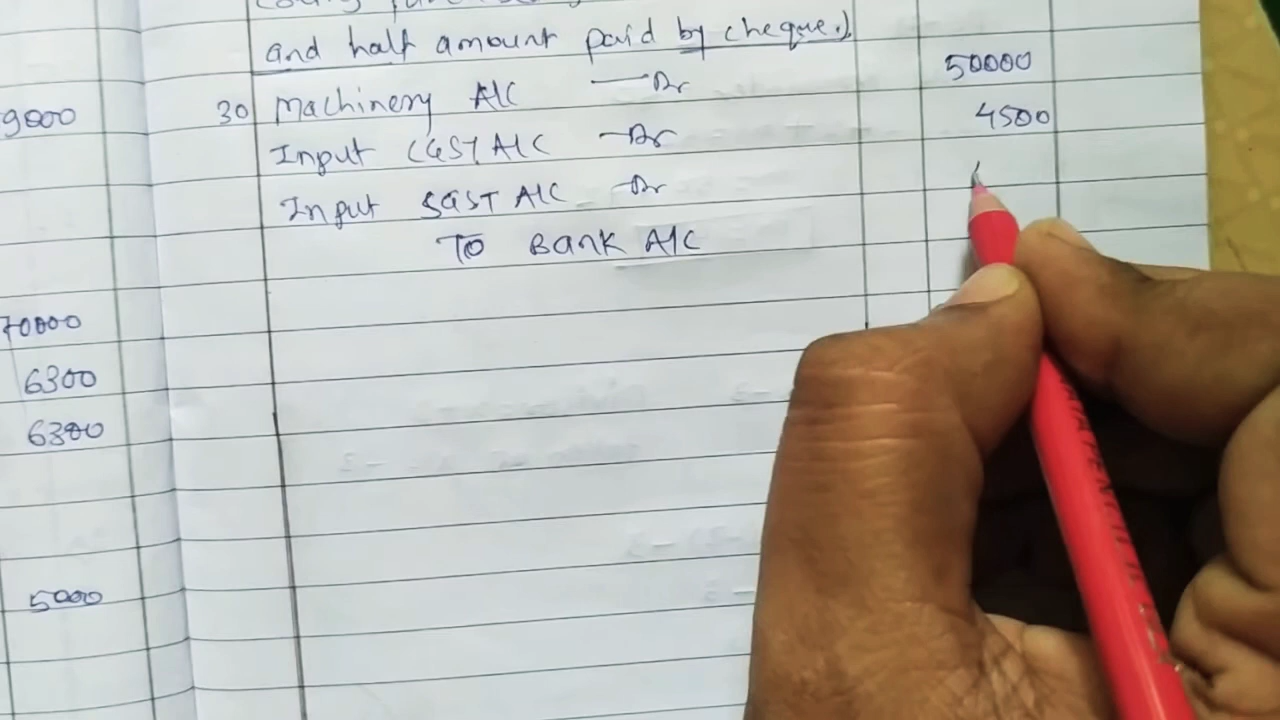 and half amount paid by cheque.)
30 Machinery A/C — Dr 50000
Input CGST A/C — Dr 4500
Input SGST A/C — Dr
To Bank A/C
9000
70000
6300
6300
5000